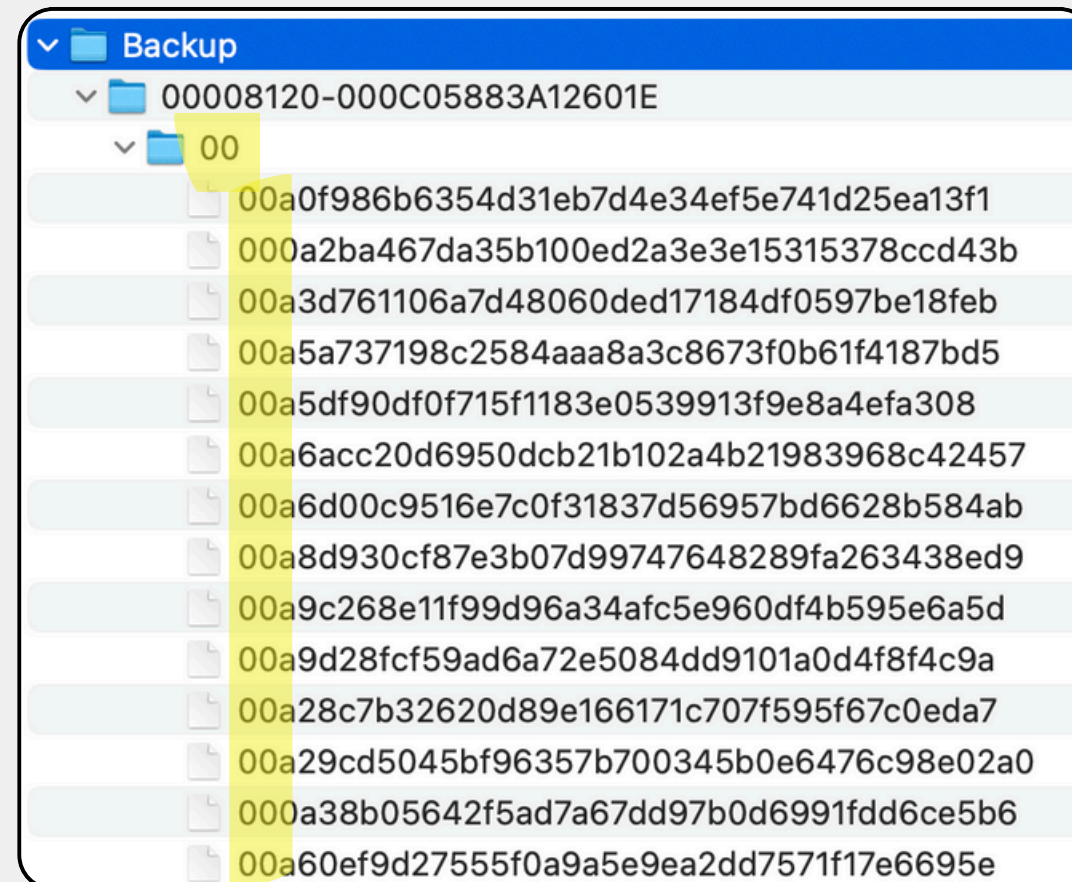 Backup
00008120-000C05883A12601E
00
00a0f986b6354d31eb7d4e34ef5e741d25ea13f1
000a2ba467da35b100ed2a3e3e15315378ccd43b
00a3d761106a7d48060ded17184df0597be18feb
00a5a737198c2584aaa8a3c8673f0b61f4187bd5
00a5df90df0f715f1183e0539913f9e8a4efa308
00a6acc20d6950dcb21b102a4b21983968c42457
00a6d00c9516e7c0f31837d56957bd6628b584ab
00a8d930cf87e3b07d99747648289fa263438ed9
00a9c268e11f99d96a34afc5e960df4b595e6a5d
00a9d28fcf59ad6a72e5084dd9101a0d4f8f4c9a
00a28c7b32620d89e166171c707f595f67c0eda7
00a29cd5045bf96357b700345b0e6476c98e02a0
000a38b05642f5ad7a67dd97b0d6991fdd6ce5b6
00a60ef9d27555f0a9a5e9ea2dd7571f17e6695e